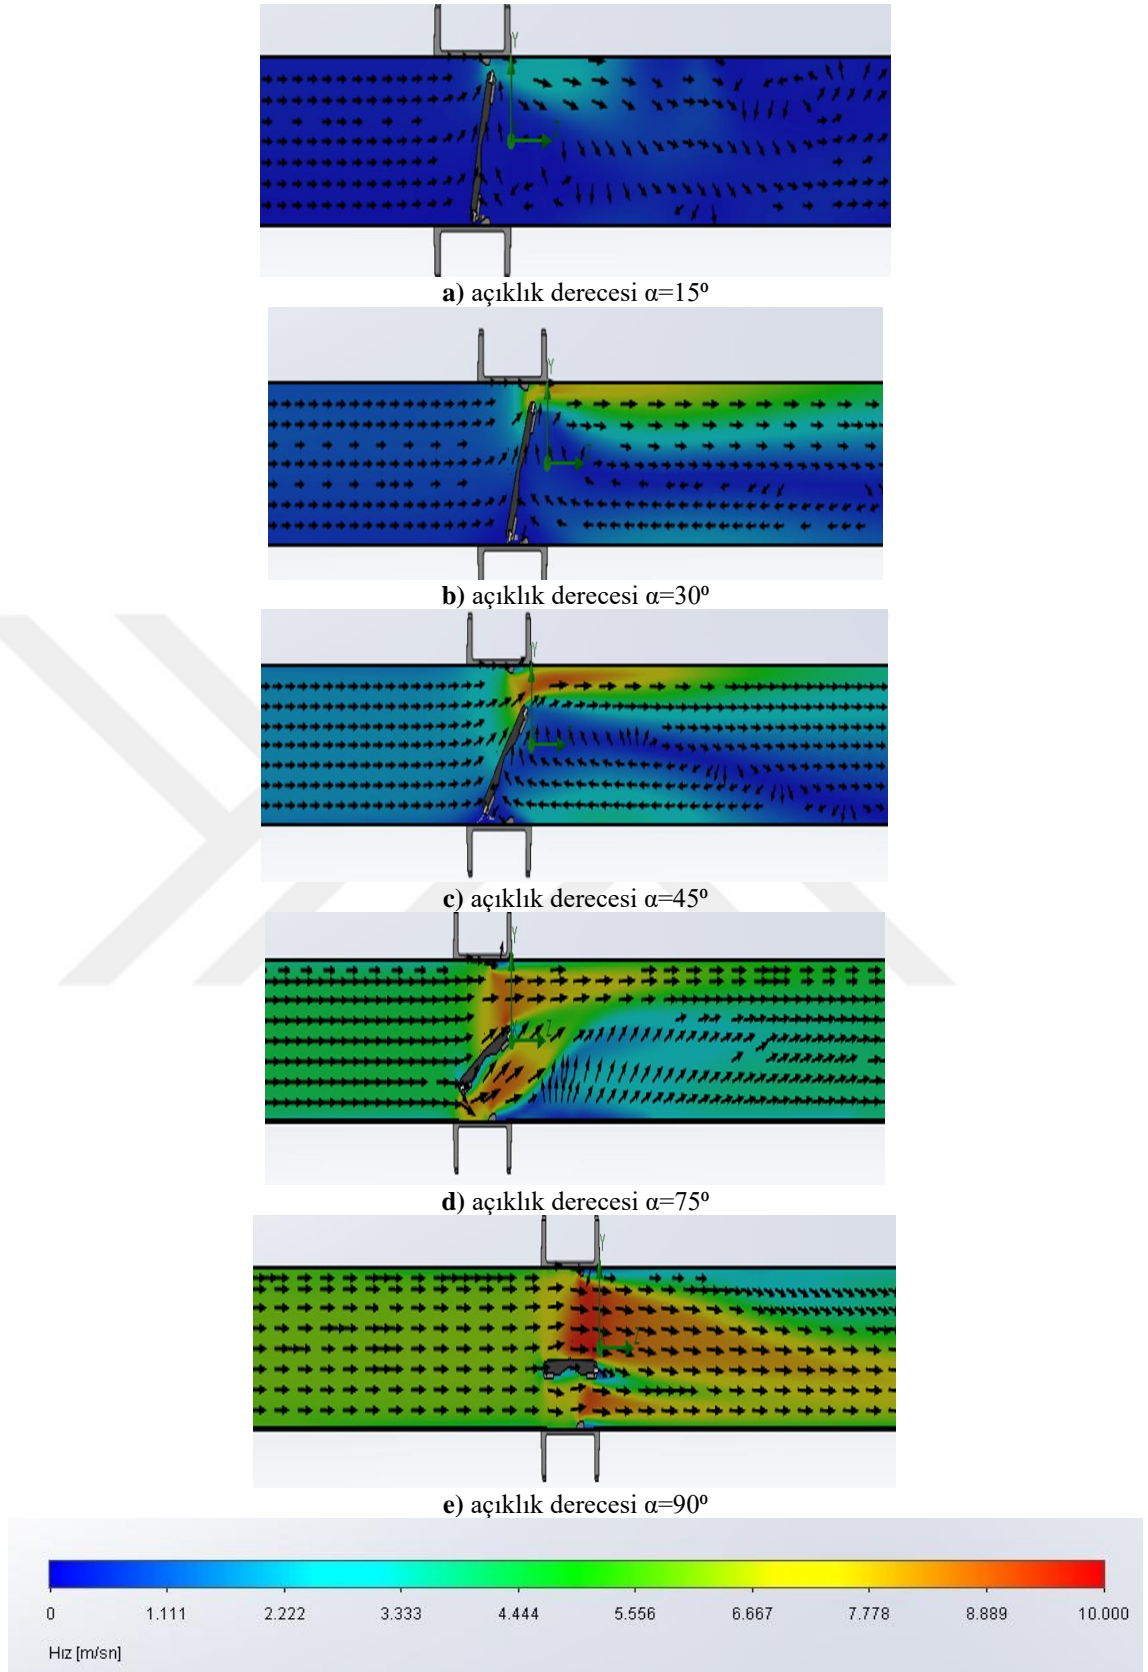 Y
a) açıklık derecesi α=15º
Y
b) açıklık derecesi α=30º
Y
c) açıklık derecesi α=45º
Y
Z
d) açıklık derecesi α=75º
Y
Z
e) açıklık derecesi α=90º
0 1.111 2.222 3.333 4.444 5.556 6.667 7.778 8.889 10.000
Hız [m/sn]